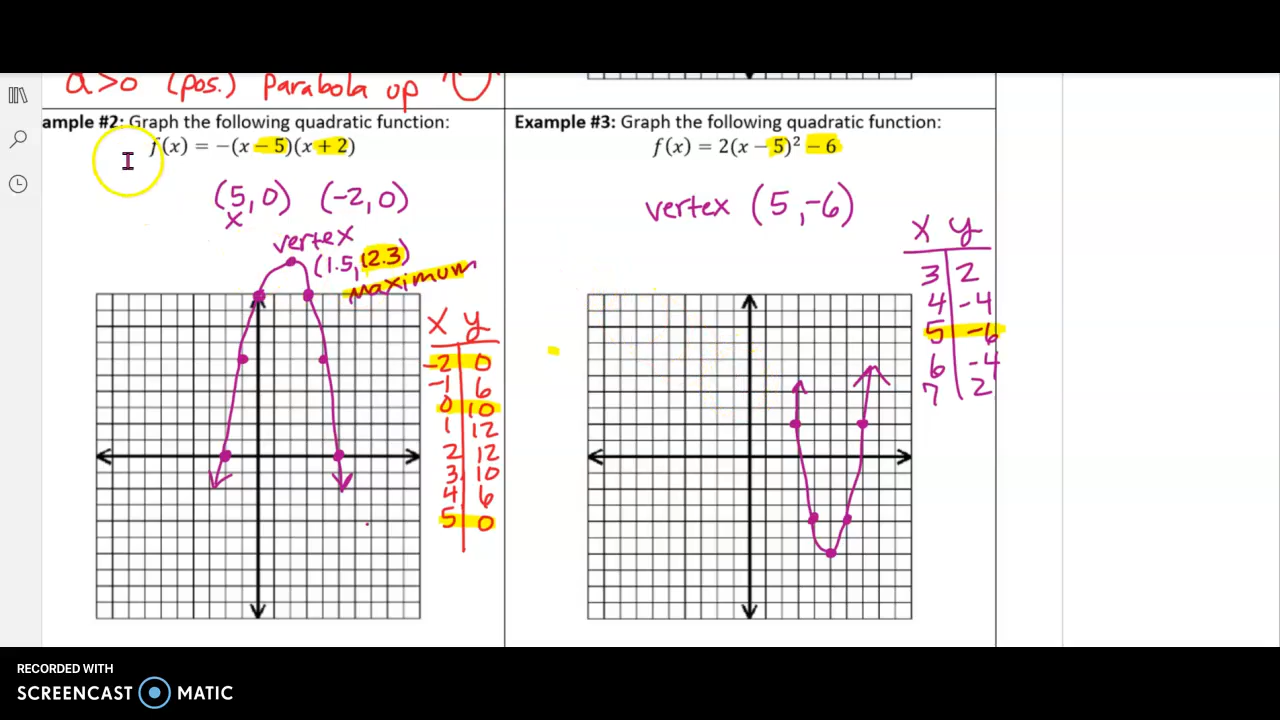 a>0 (pos.) Parabola up
ample #2: Graph the following quadratic function:
f(x) = −(x − 5)(x + 2)
(5, 0) (-2, 0)
x
vertex
(1.5, 12.3)
maximum
x y
-2 0
-1 6
0 10
1 12
2 12
3 10
4 6
5 0
Example #3: Graph the following quadratic function:
f(x) = 2(x − 5)² − 6
vertex (5, -6)
x y
3 2
4 -4
5 -6
6 -4
7 2
RECORDED WITH
SCREENCAST MATIC